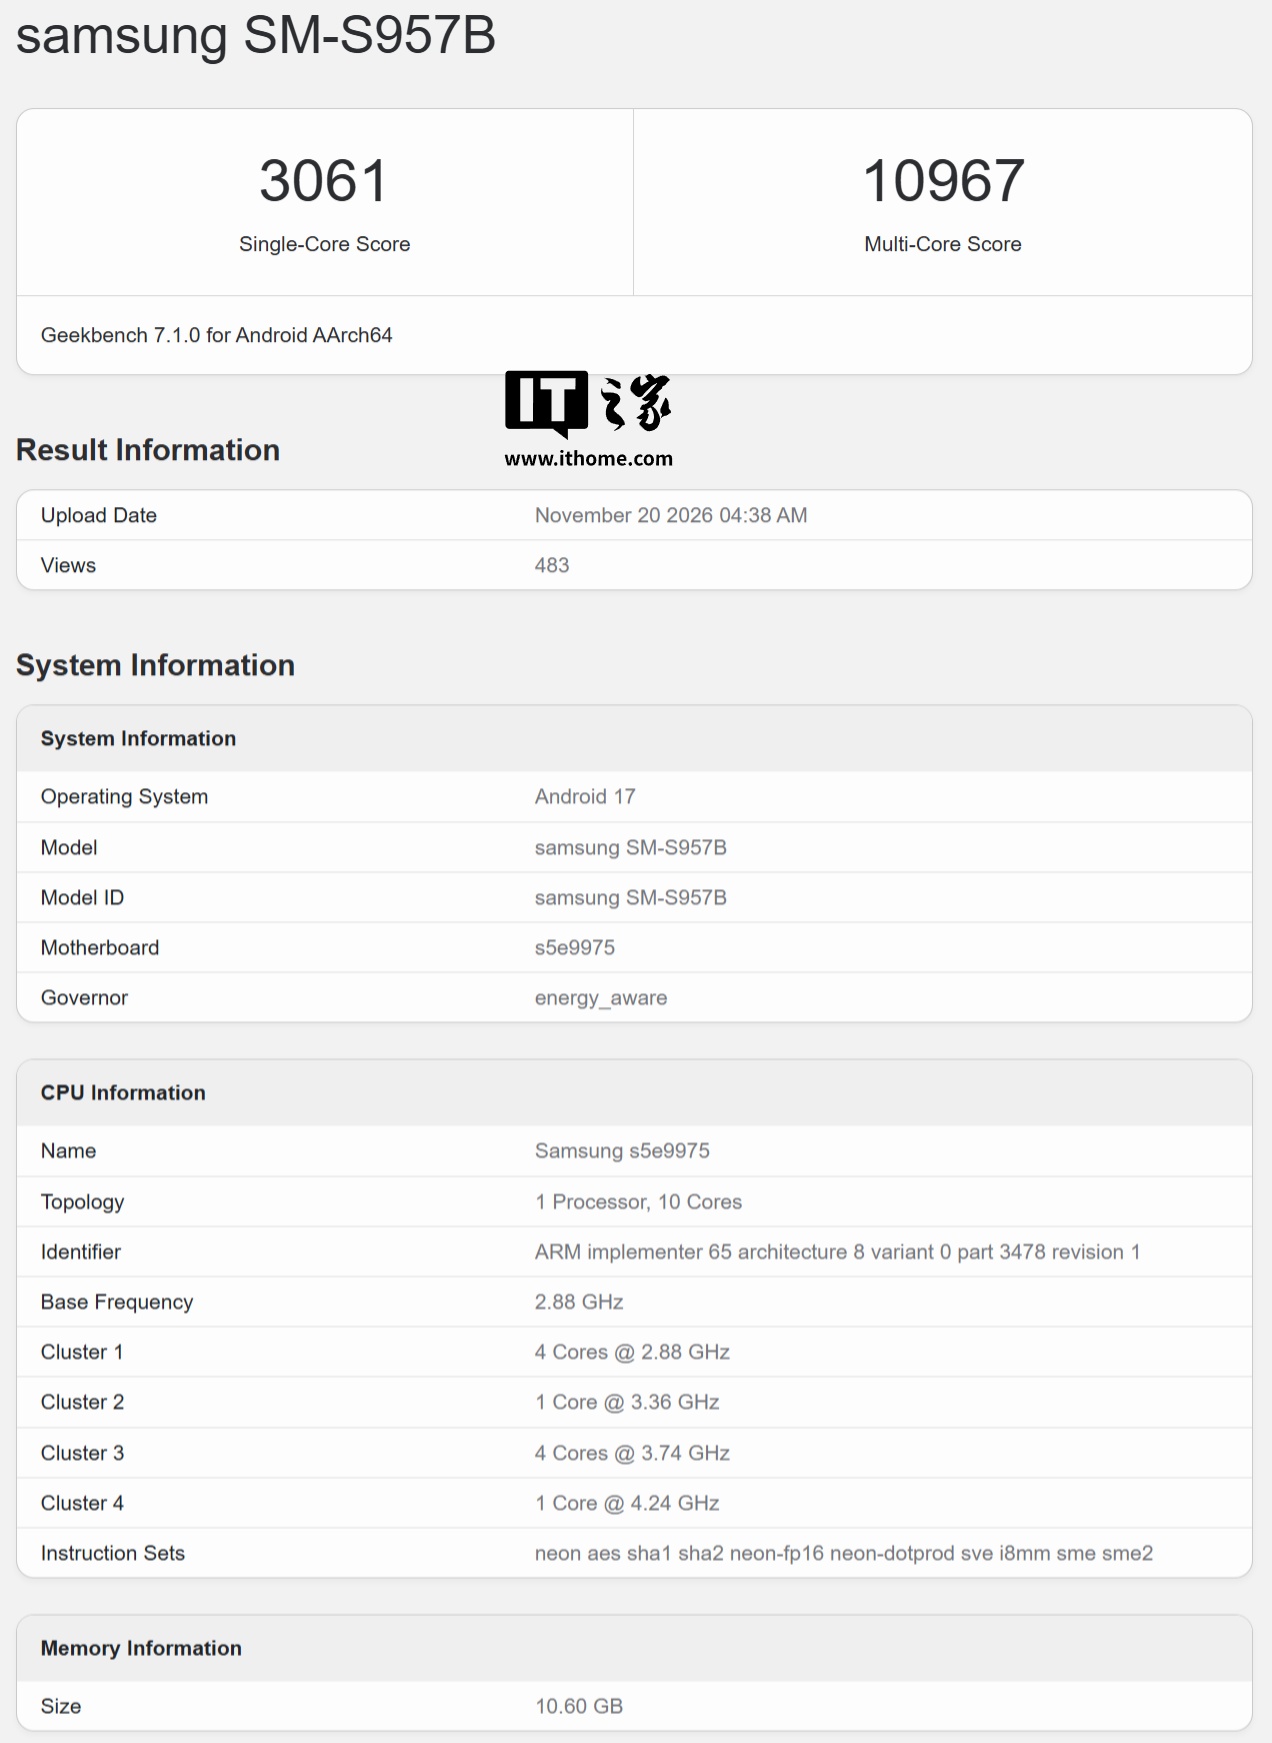 samsung SM-S957B
3061
Single-Core Score
10967
Multi-Core Score
Geekbench 7.1.0 for Android AArch64
IT之家
www.ithome.com
Result Information
Upload Date November 20 2026 04:38 AM
Views 483
System Information
System Information
Operating System Android 17
Model samsung SM-S957B
Model ID samsung SM-S957B
Motherboard s5e9975
Governor energy_aware
CPU Information
Name Samsung s5e9975
Topology 1 Processor, 10 Cores
Identifier ARM implementer 65 architecture 8 variant 0 part 3478 revision 1
Base Frequency 2.88 GHz
Cluster 1 4 Cores @ 2.88 GHz
Cluster 2 1 Core @ 3.36 GHz
Cluster 3 4 Cores @ 3.74 GHz
Cluster 4 1 Core @ 4.24 GHz
Instruction Sets neon aes sha1 sha2 neon-fp16 neon-dotprod sve i8mm sme sme2
Memory Information
Size 10.60 GB